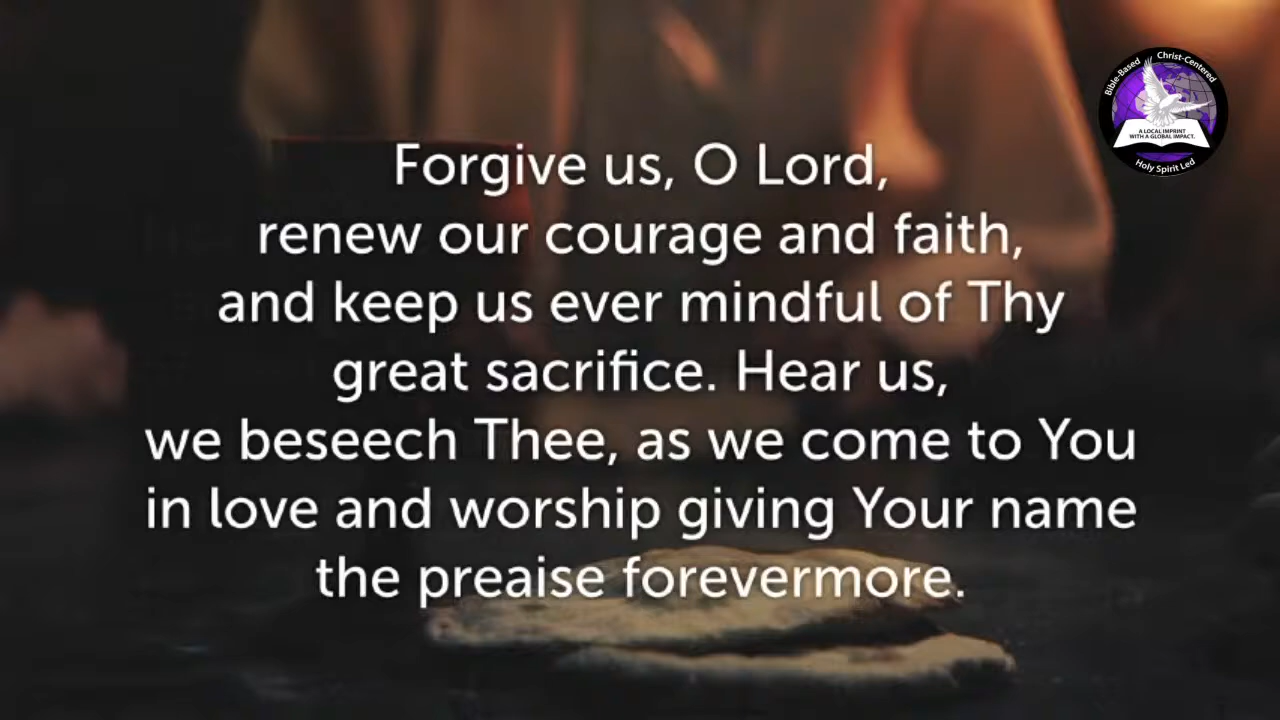 Bible-Based Christ-Centered
A LOCAL IMPRINT
WITH A GLOBAL IMPACT.
Holy Spirit Led
Forgive us, O Lord,
renew our courage and faith,
and keep us ever mindful of Thy
great sacrifice. Hear us,
we beseech Thee, as we come to You
in love and worship giving Your name
the preaise forevermore.